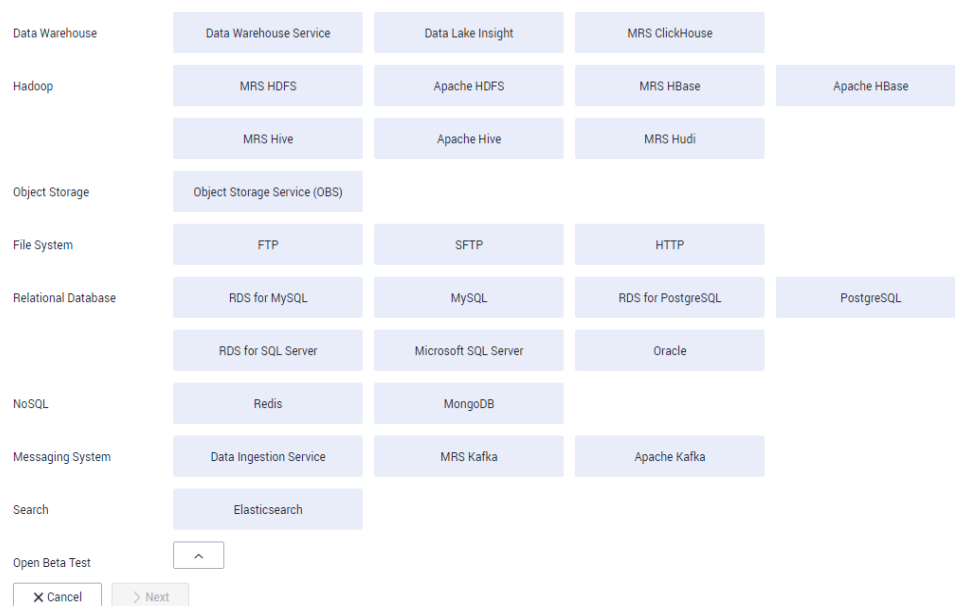 Data Warehouse Data Warehouse Service Data Lake Insight MRS ClickHouse
Hadoop MRS HDFS Apache HDFS MRS HBase Apache HBase
MRS Hive Apache Hive MRS Hudi
Object Storage Object Storage Service (OBS)
File System FTP SFTP HTTP
Relational Database RDS for MySQL MySQL RDS for PostgreSQL PostgreSQL
RDS for SQL Server Microsoft SQL Server Oracle
NoSQL Redis MongoDB
Messaging System Data Ingestion Service MRS Kafka Apache Kafka
Search Elasticsearch
Open Beta Test
Cancel Next